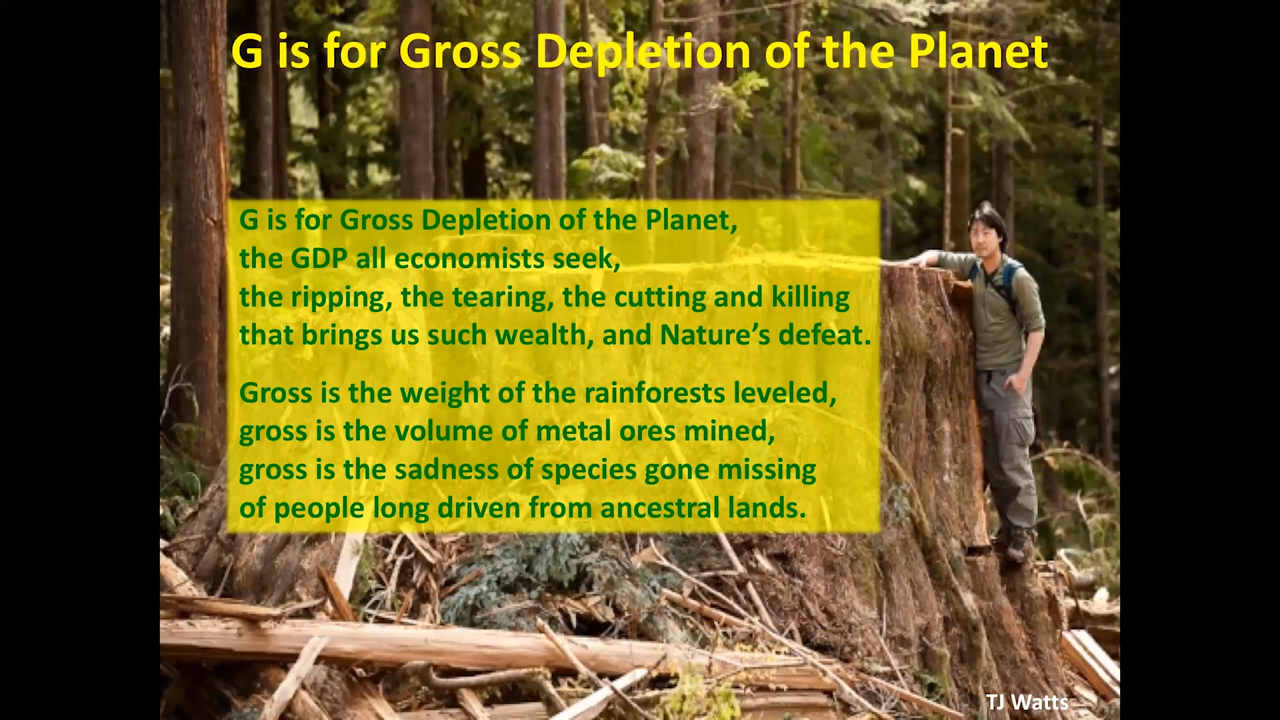 G is for Gross Depletion of the Planet
G is for Gross Depletion of the Planet,
the GDP all economists seek,
the ripping, the tearing, the cutting and killing
that brings us such wealth, and Nature’s defeat.
Gross is the weight of the rainforests leveled,
gross is the volume of metal ores mined,
gross is the sadness of species gone missing
of people long driven from ancestral lands.
TJ Watts